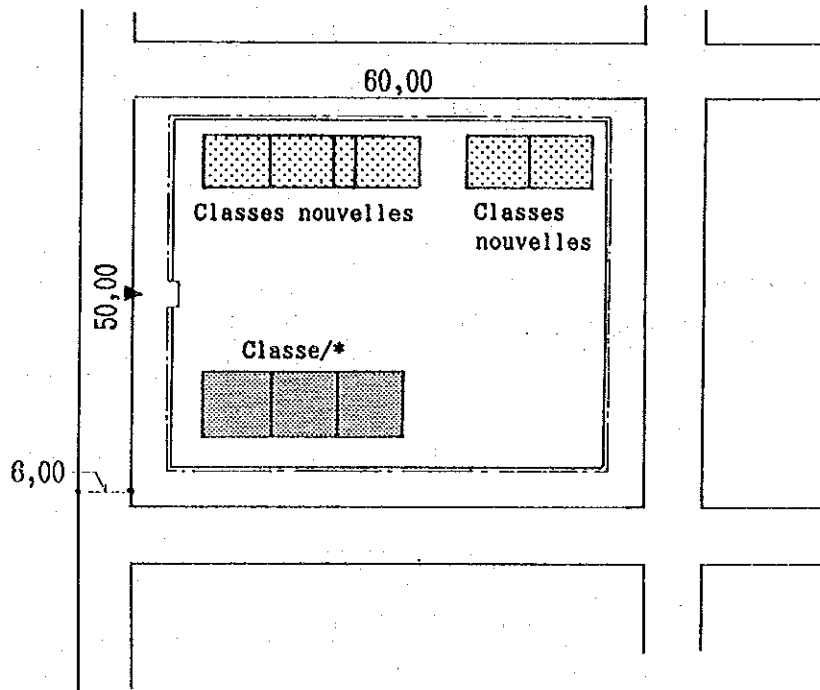 60,00
Classes nouvelles
Classes
nouvelles
50,00
Classe/*
6,00